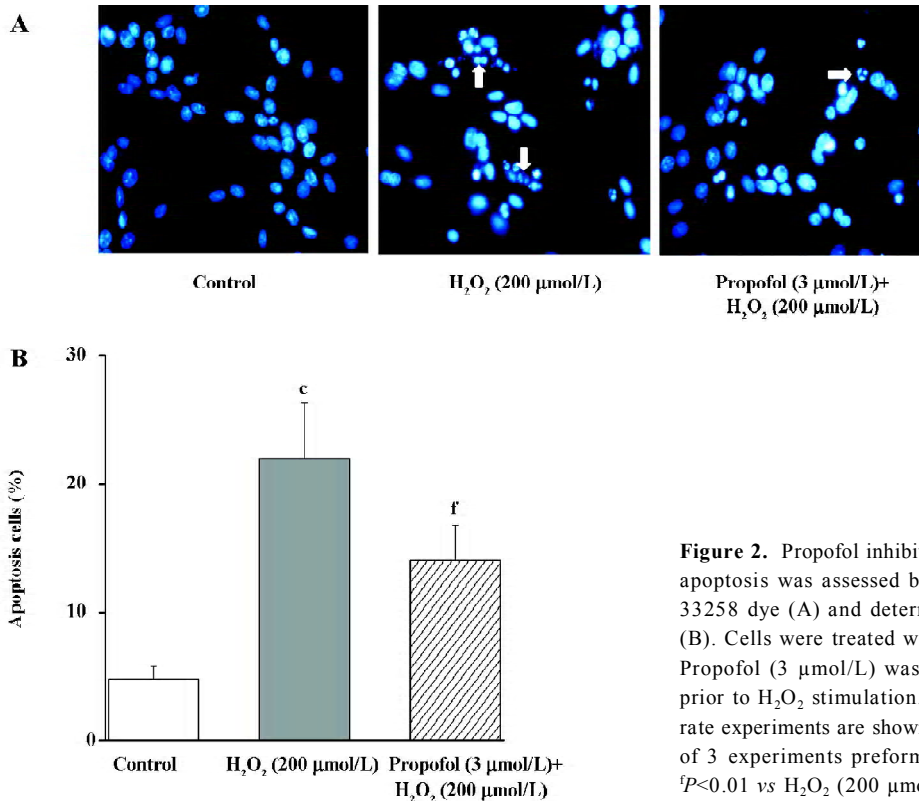 A
Control
H₂O₂ (200 μmol/L)
Propofol (3 μmol/L)+
H₂O₂ (200 μmol/L)
B
30
20
10
0
Apoptosis cells (%)
c
f
Control
H₂O₂ (200 μmol/L)
Propofol (3 μmol/L)+
H₂O₂ (200 μmol/L)
Figure 2. Propofol inhibi
apoptosis was assessed b
33258 dye (A) and deter
(B). Cells were treated w
Propofol (3 μmol/L) was
prior to H₂O₂ stimulation.
rate experiments are shown
of 3 experiments preform
ᶠP<0.01 vs H₂O₂ (200 μmo